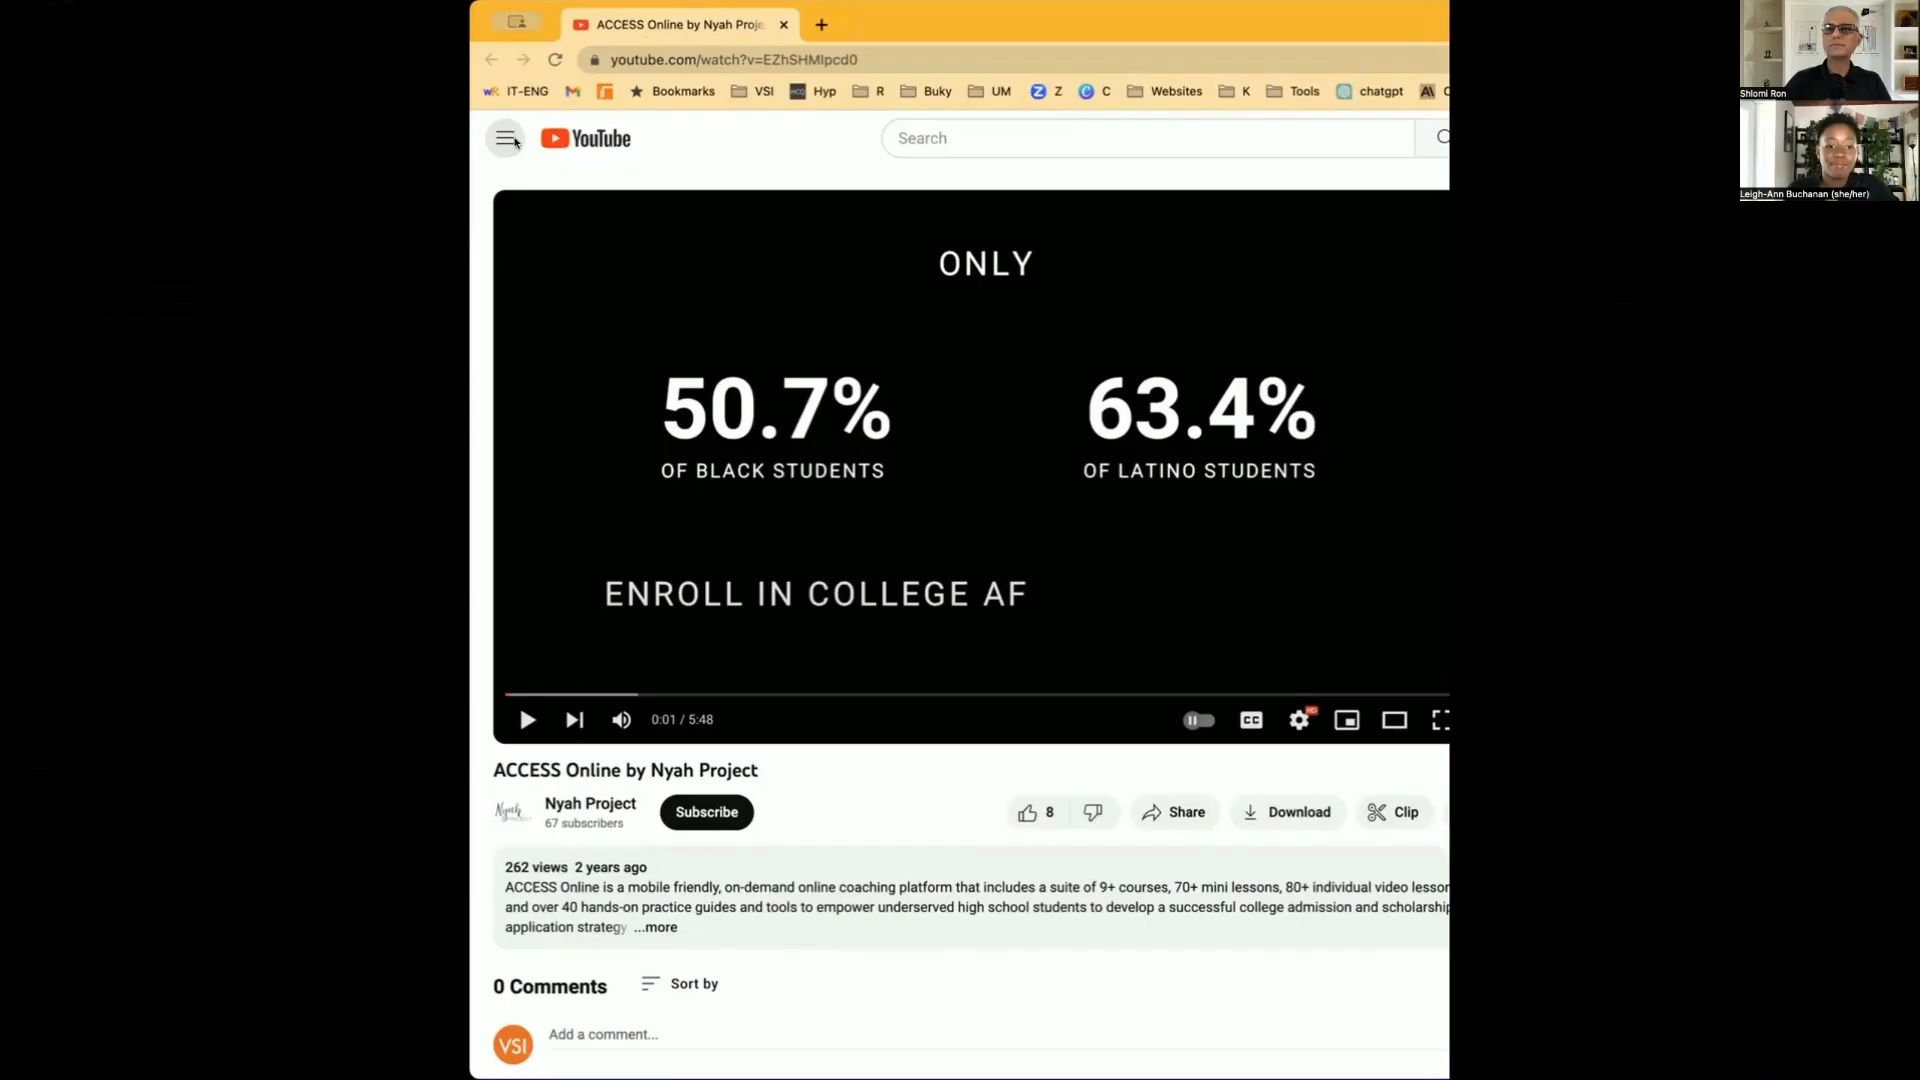 ACCESS Online by Nyah Proje
youtube.com/watch?v=EZhSHMlpcd0
IT-ENG Bookmarks VSI Hyp R Buky UM Z C Websites K Tools chatgpt
YouTube
Search
ONLY
50.7% 63.4%
OF BLACK STUDENTS OF LATINO STUDENTS
ENROLL IN COLLEGE AF
0:01 / 5:48
CC
HD
ACCESS Online by Nyah Project
Nyah Project
67 subscribers
Subscribe
8 Share Download Clip
262 views 2 years ago
ACCESS Online is a mobile friendly, on-demand online coaching platform that includes a suite of 9+ courses, 70+ mini lessons, 80+ individual video lessor
and over 40 hands-on practice guides and tools to empower underserved high school students to develop a successful college admission and scholarship
application strategy ...more
0 Comments Sort by
VSI Add a comment...
Shlomi Ron
Leigh-Ann Buchanan (she/her)